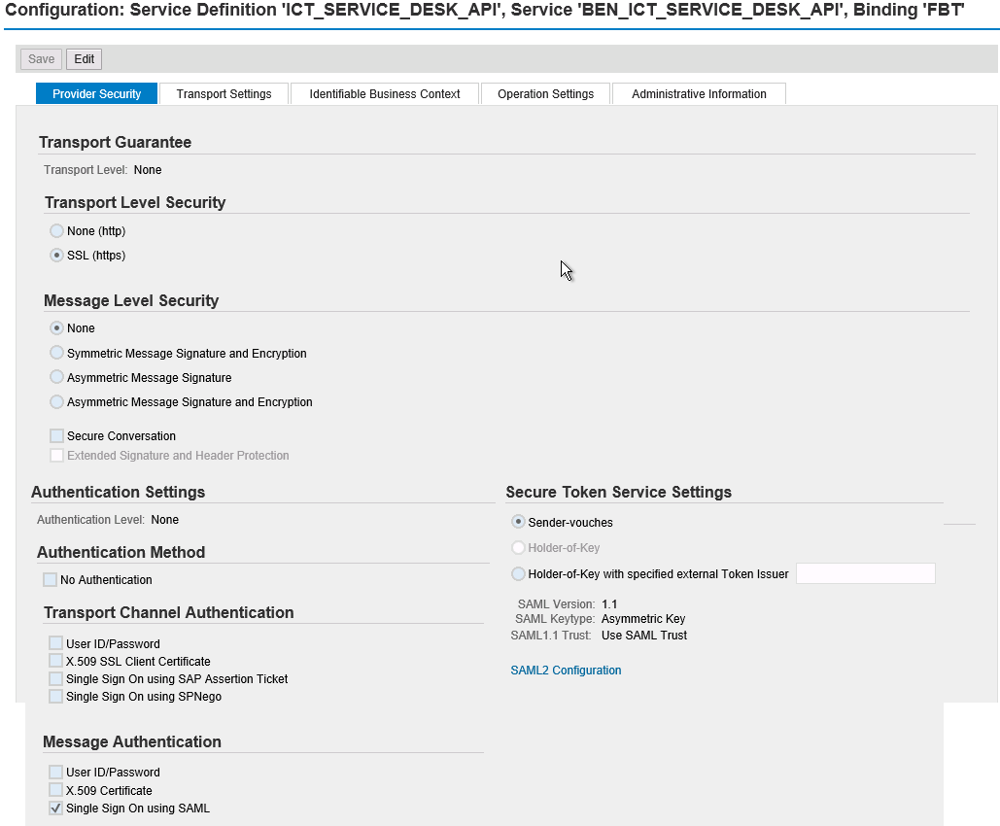 Configuration: Service Definition 'ICT_SERVICE_DESK_API', Service 'BEN_ICT_SERVICE_DESK_API', Binding 'FBT'
Save Edit
Provider Security Transport Settings Identifiable Business Context Operation Settings Administrative Information
Transport Guarantee
Transport Level: None
Transport Level Security
None (http)
SSL (https)
Message Level Security
None
Symmetric Message Signature and Encryption
Asymmetric Message Signature
Asymmetric Message Signature and Encryption
Secure Conversation
Extended Signature and Header Protection
Authentication Settings
Authentication Level: None
Authentication Method
No Authentication
Transport Channel Authentication
User ID/Password
X.509 SSL Client Certificate
Single Sign On using SAP Assertion Ticket
Single Sign On using SPNego
Message Authentication
User ID/Password
X.509 Certificate
Single Sign On using SAML
Secure Token Service Settings
Sender-vouches
Holder-of-Key
Holder-of-Key with specified external Token Issuer
SAML Version: 1.1
SAML Keytype: Asymmetric Key
SAML1.1 Trust: Use SAML Trust
SAML2 Configuration